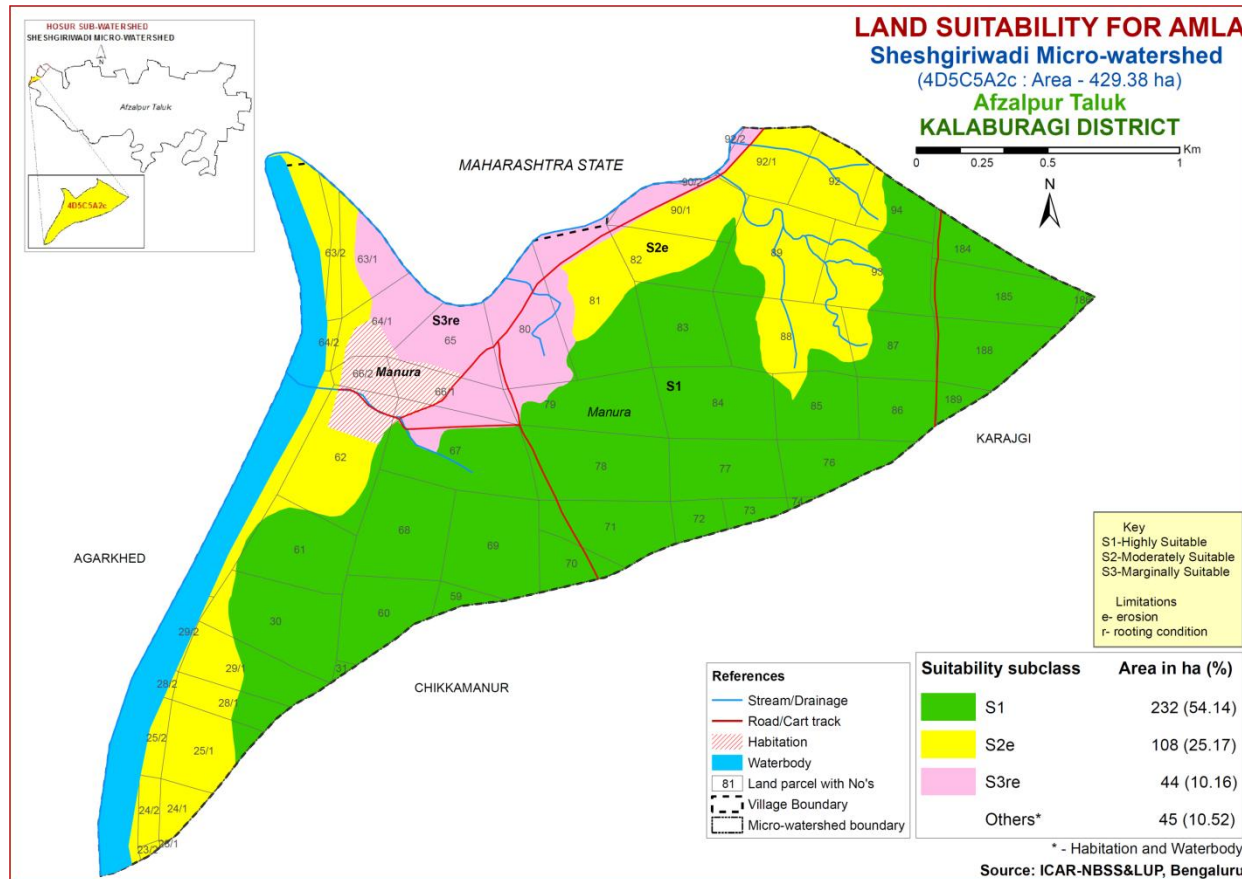 HOSUR SUB-WATERSHED
SHESHGIRIWADI MICRO-WATERSHED
N
Afzalpur Taluk
4D5C5A2c
LAND SUITABILITY FOR AMLA
Sheshgiriwadi Micro-watershed
(4D5C5A2c : Area - 429.38 ha)
Afzalpur Taluk
KALABURAGI DISTRICT
0 0.25 0.5 1 Km
N
MAHARASHTRA STATE
92/2
92/1
92
90/2
90/1
94
184
63/2
63/1
S2e
82
89
93
185
186
81
64/1
S3re
65
80
83
64/2
88
87
188
66/2
Manura
66/1
S1
79
Manura
84
85
86
189
KARAJGI
62
67
78
77
76
74
73
72
71
68
69
70
61
AGARKHED
59
60
30
29/2
31
29/1
CHIKKAMANUR
28/2
28/1
25/2
25/1
24/2
24/1
23/2
23/1
Key
S1-Highly Suitable
S2-Moderately Suitable
S3-Marginally Suitable
Limitations
e- erosion
r- rooting condition
References
Stream/Drainage
Road/Cart track
Habitation
Waterbody
81 Land parcel with No's
Village Boundary
Micro-watershed boundary
Suitability subclass Area in ha (%)
S1 232 (54.14)
S2e 108 (25.17)
S3re 44 (10.16)
Others* 45 (10.52)
* - Habitation and Waterbody
Source: ICAR-NBSS&LUP, Bengaluru